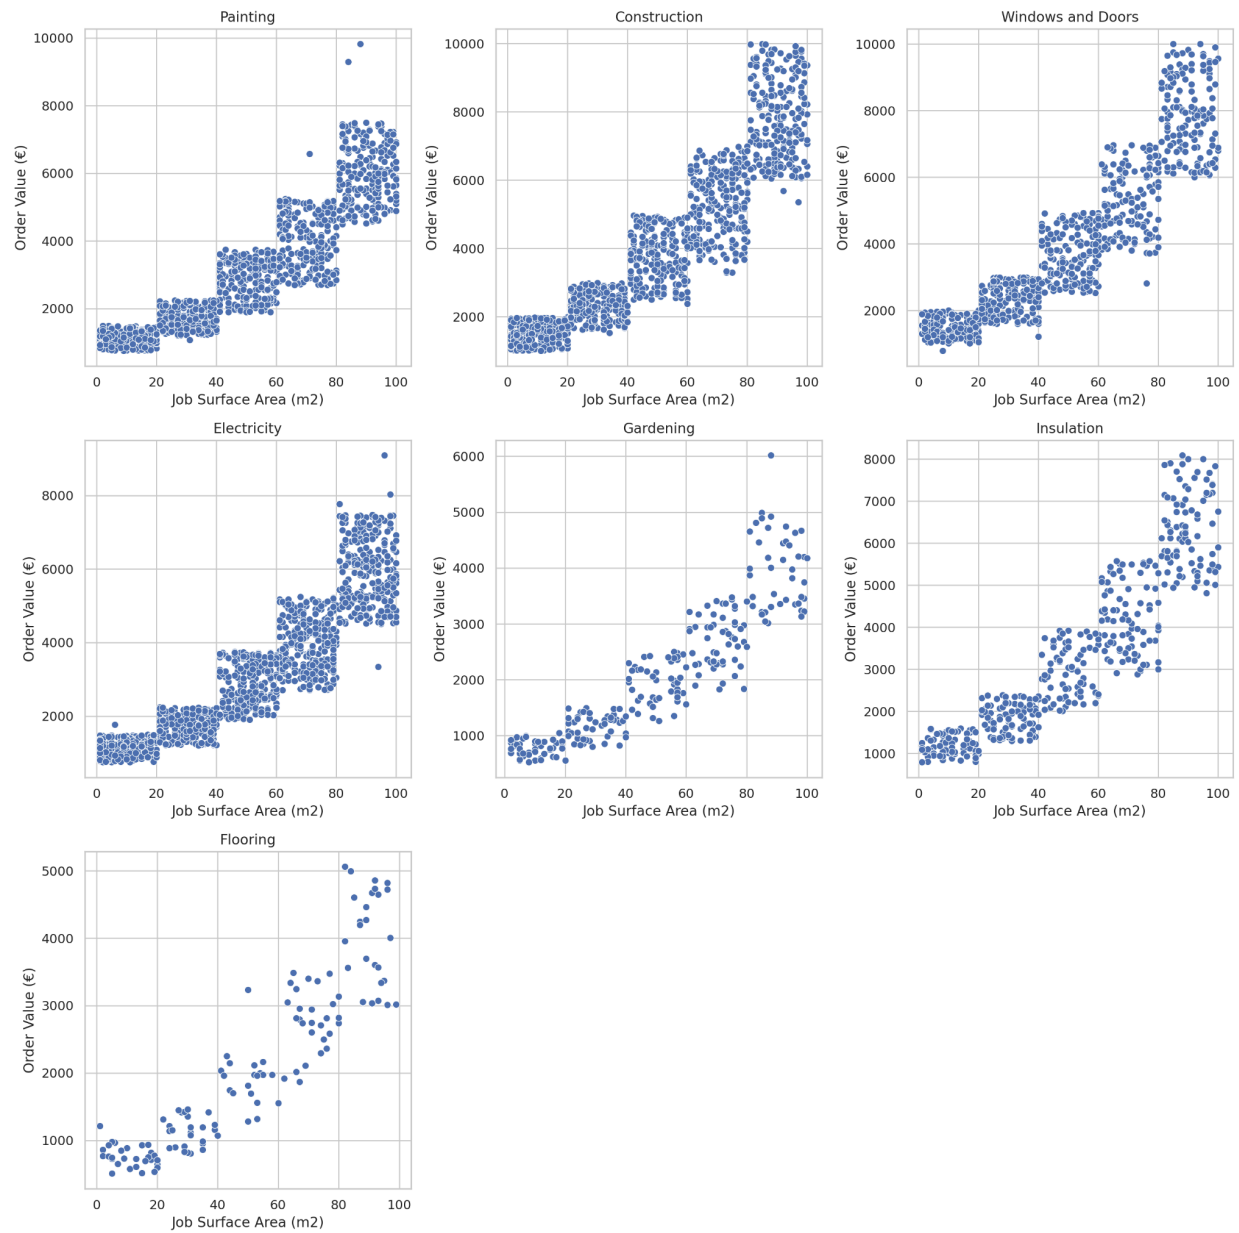 Painting
10000
8000
6000
4000
2000
Order Value (€)
0 20 40 60 80 100
Job Surface Area (m2)
Construction
10000
8000
6000
4000
2000
Order Value (€)
0 20 40 60 80 100
Job Surface Area (m2)
Windows and Doors
10000
8000
6000
4000
2000
Order Value (€)
0 20 40 60 80 100
Job Surface Area (m2)
Electricity
8000
6000
4000
2000
Order Value (€)
0 20 40 60 80 100
Job Surface Area (m2)
Gardening
6000
5000
4000
3000
2000
1000
Order Value (€)
0 20 40 60 80 100
Job Surface Area (m2)
Insulation
8000
7000
6000
5000
4000
3000
2000
1000
Order Value (€)
0 20 40 60 80 100
Job Surface Area (m2)
Flooring
5000
4000
3000
2000
1000
Order Value (€)
0 20 40 60 80 100
Job Surface Area (m2)